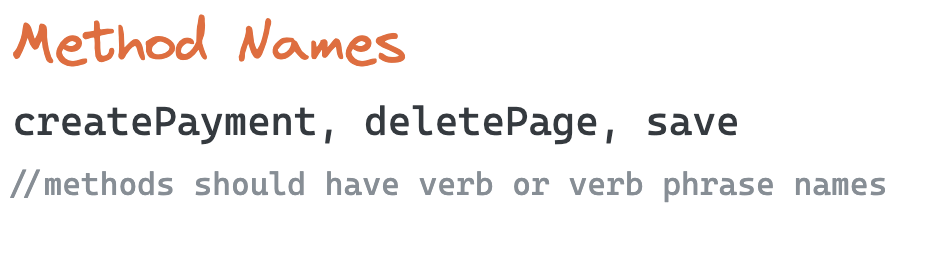 Method Names
createPayment, deletePage, save
//methods should have verb or verb phrase names